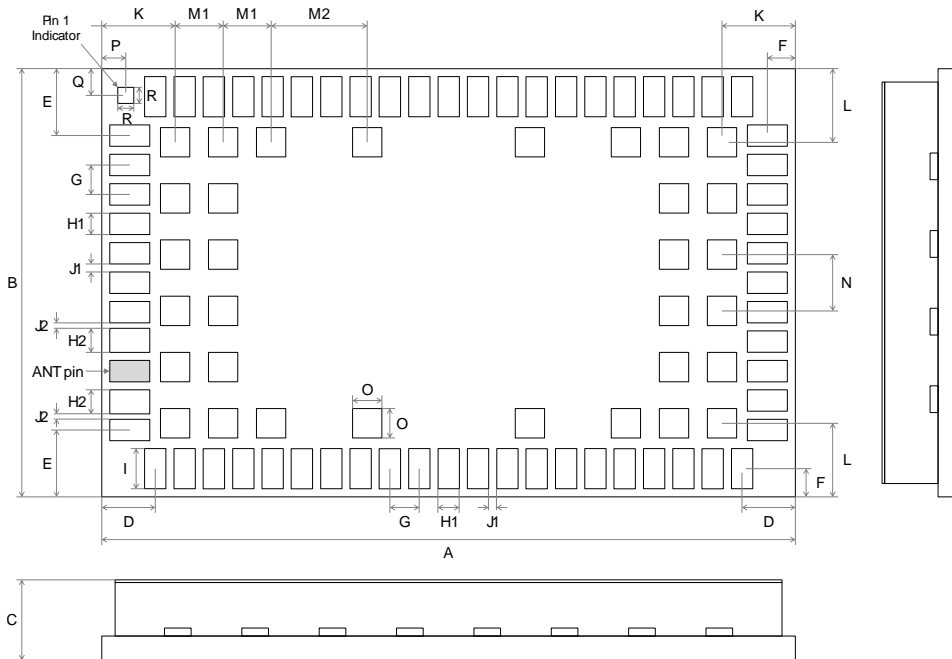 Pin 1
Indicator
K
M1
M1
M2
K
P
F
Q
E
R
R
L
G
H1
J1
B
N
J2
H2
ANT pin
H2
J2
O
O
E
I
L
F
D
G
H1
J1
D
A
C